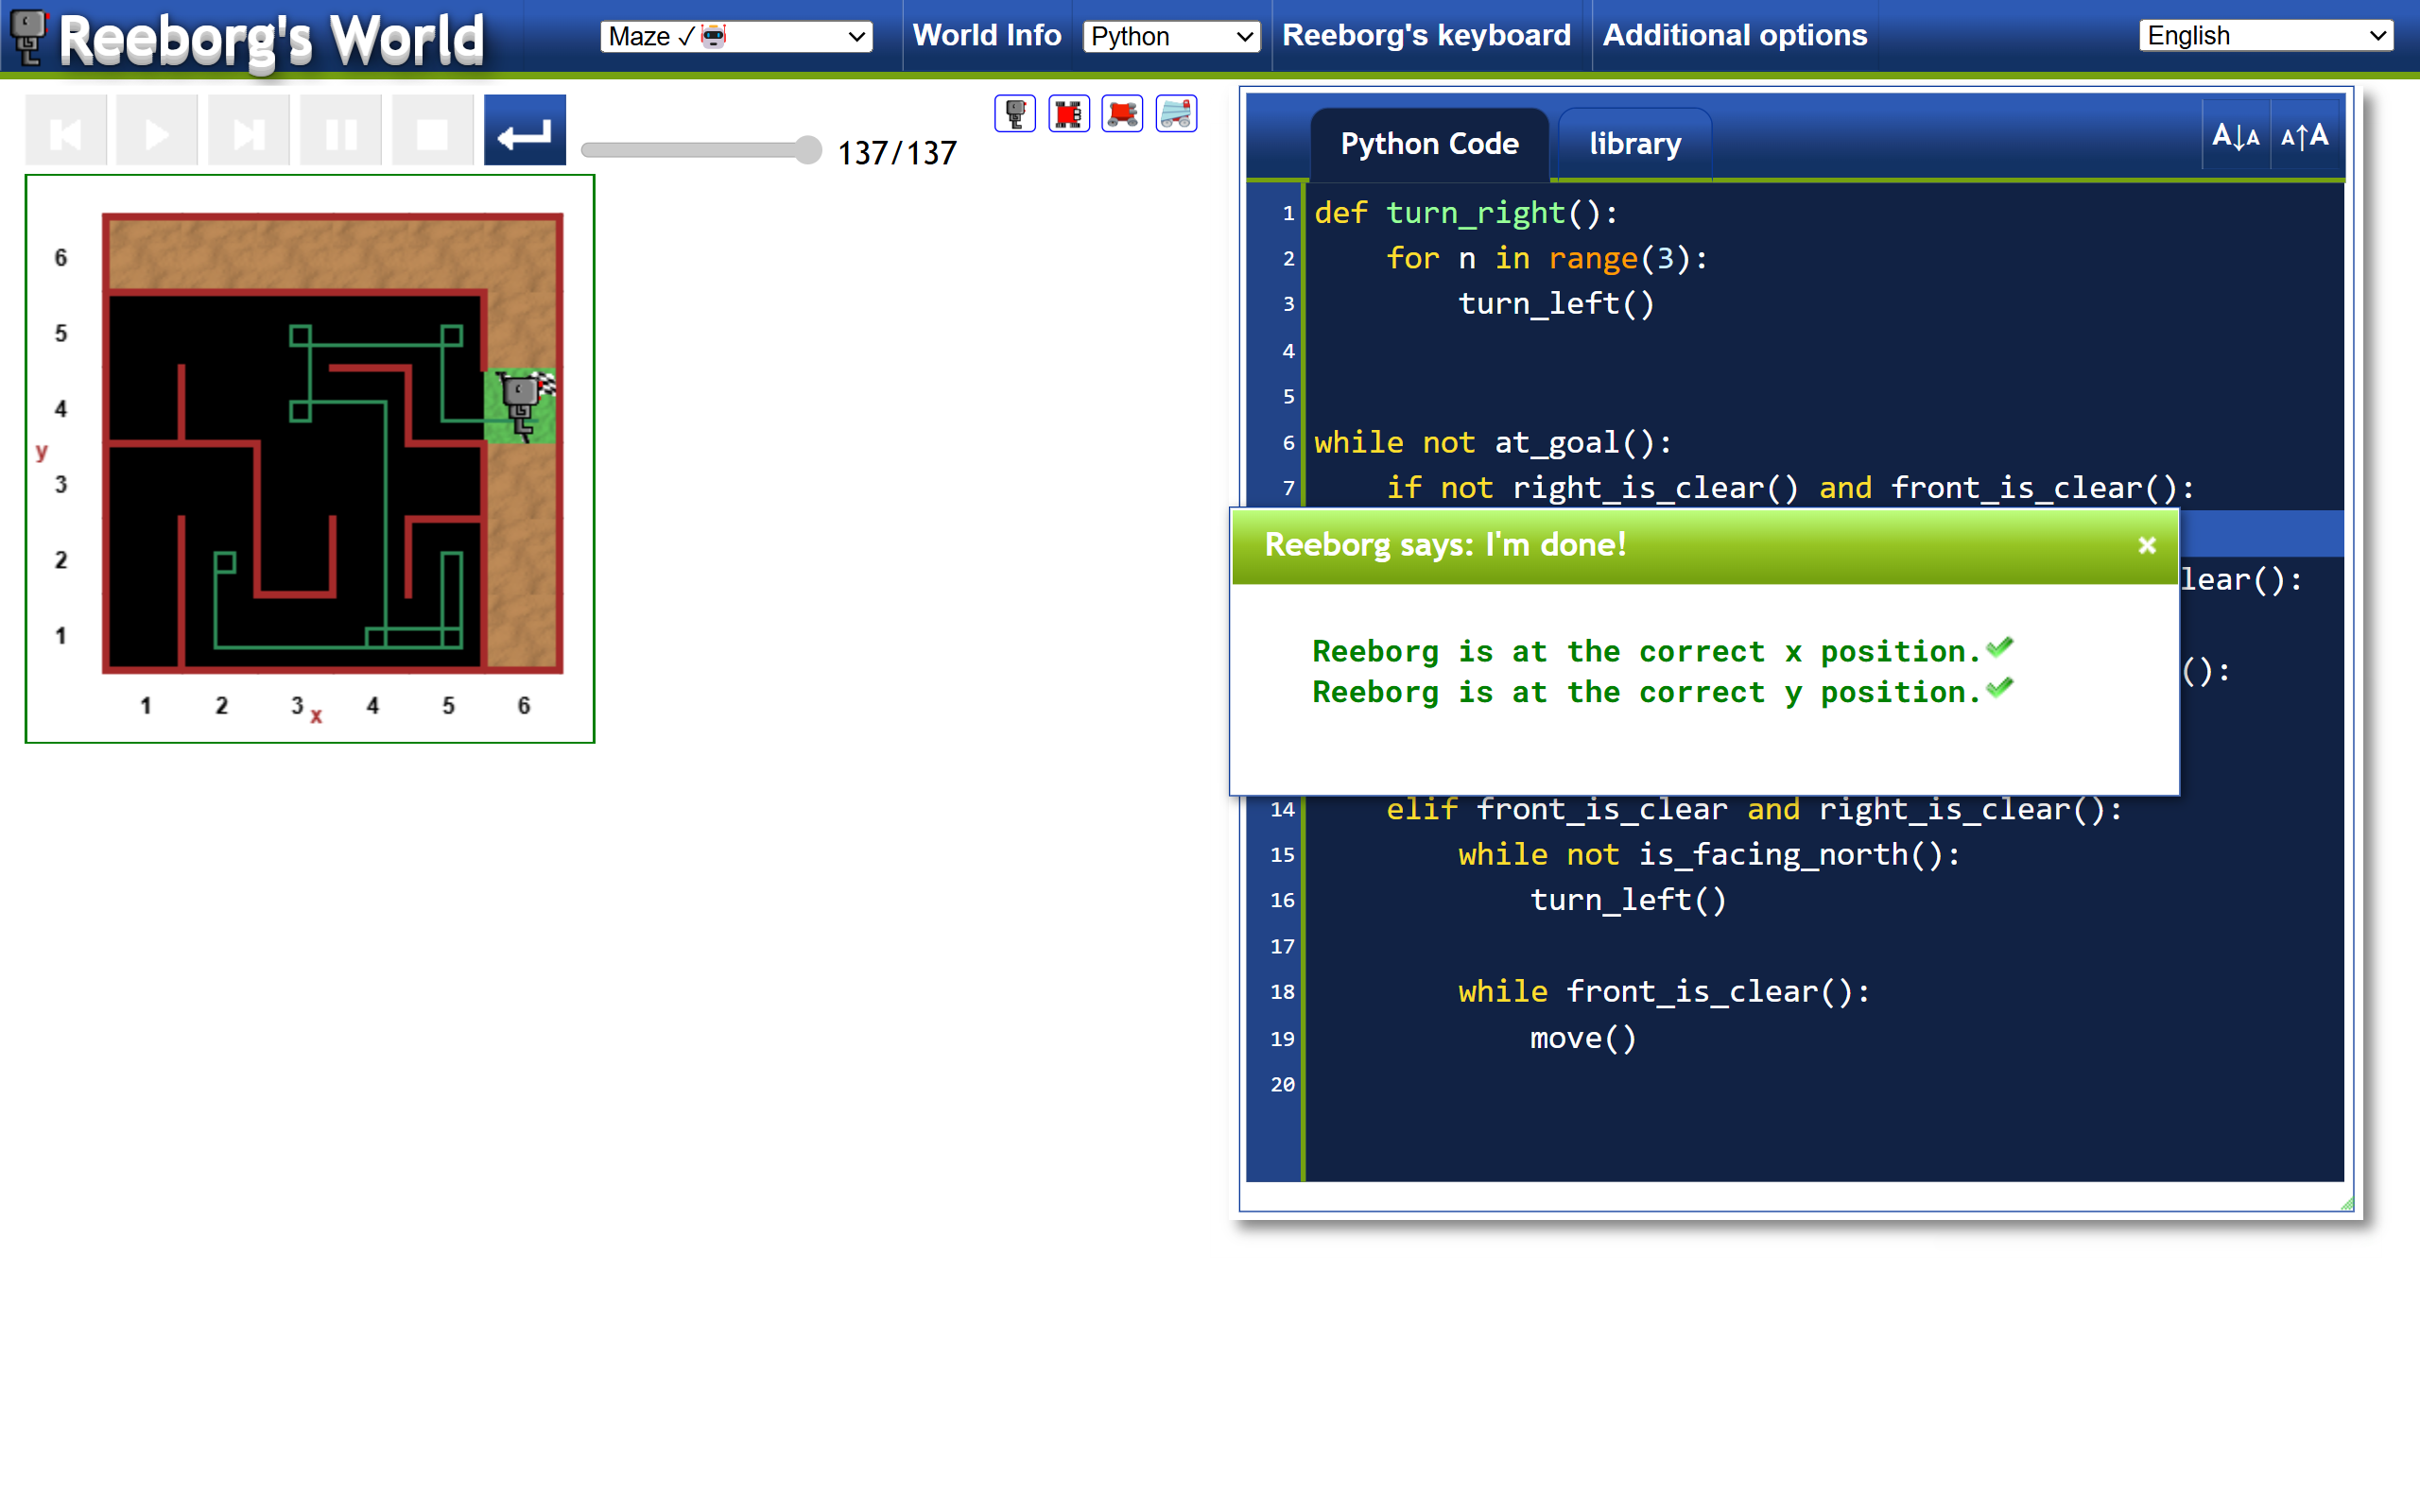 Reeborg's World
Maze ✓
World Info
Python
Reeborg's keyboard
Additional options
English
137/137
6
5
4
3
2
1
y
1 2 3 4 5 6
x
Python Code
library
A↓A
A↑A
1 def turn_right():
2 for n in range(3):
3 turn_left()
4
5
6 while not at_goal():
7 if not right_is_clear() and front_is_clear():
lear():
():
Reeborg says: I'm done!
×
Reeborg is at the correct x position.
Reeborg is at the correct y position.
14 elif front_is_clear and right_is_clear():
15 while not is_facing_north():
16 turn_left()
17
18 while front_is_clear():
19 move()
20